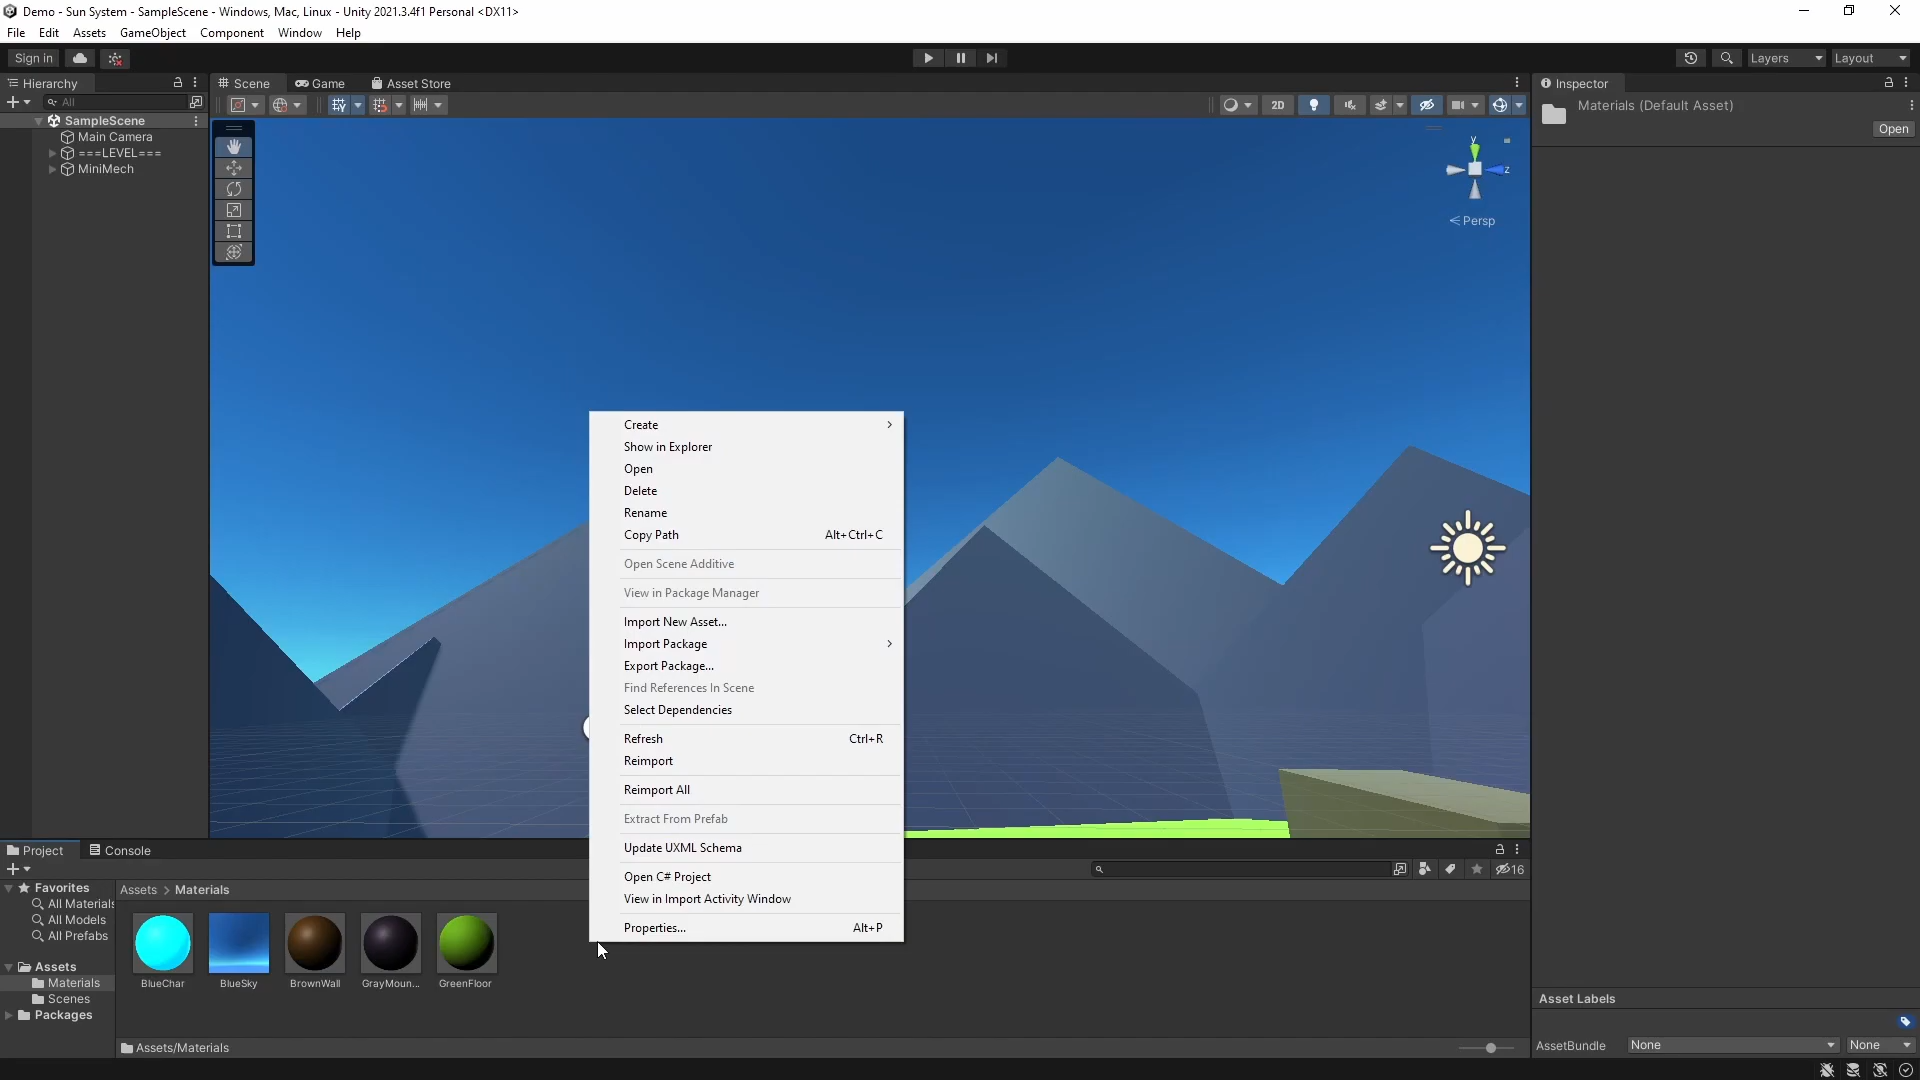 Demo - Sun System - SampleScene - Windows, Mac, Linux - Unity 2021.3.4f1 Personal <DX11>
File Edit Assets GameObject Component Window Help
Sign in
Layers
Layout
Hierarchy
All
SampleScene
Main Camera
===LEVEL===
MiniMech
Scene
Game
Asset Store
2D
y
z
Persp
Inspector
Materials (Default Asset)
Open
Create
Show in Explorer
Open
Delete
Rename
Copy Path Alt+Ctrl+C
Open Scene Additive
View in Package Manager
Import New Asset...
Import Package
Export Package...
Find References In Scene
Select Dependencies
Refresh Ctrl+R
Reimport
Reimport All
Extract From Prefab
Update UXML Schema
Open C# Project
View in Import Activity Window
Properties... Alt+P
Project
Console
16
Favorites
All Materials
All Models
All Prefabs
Assets
Materials
Scenes
Packages
Assets > Materials
BlueChar
BlueSky
BrownWall
GrayMoun...
GreenFloor
Assets/Materials
Asset Labels
AssetBundle None None